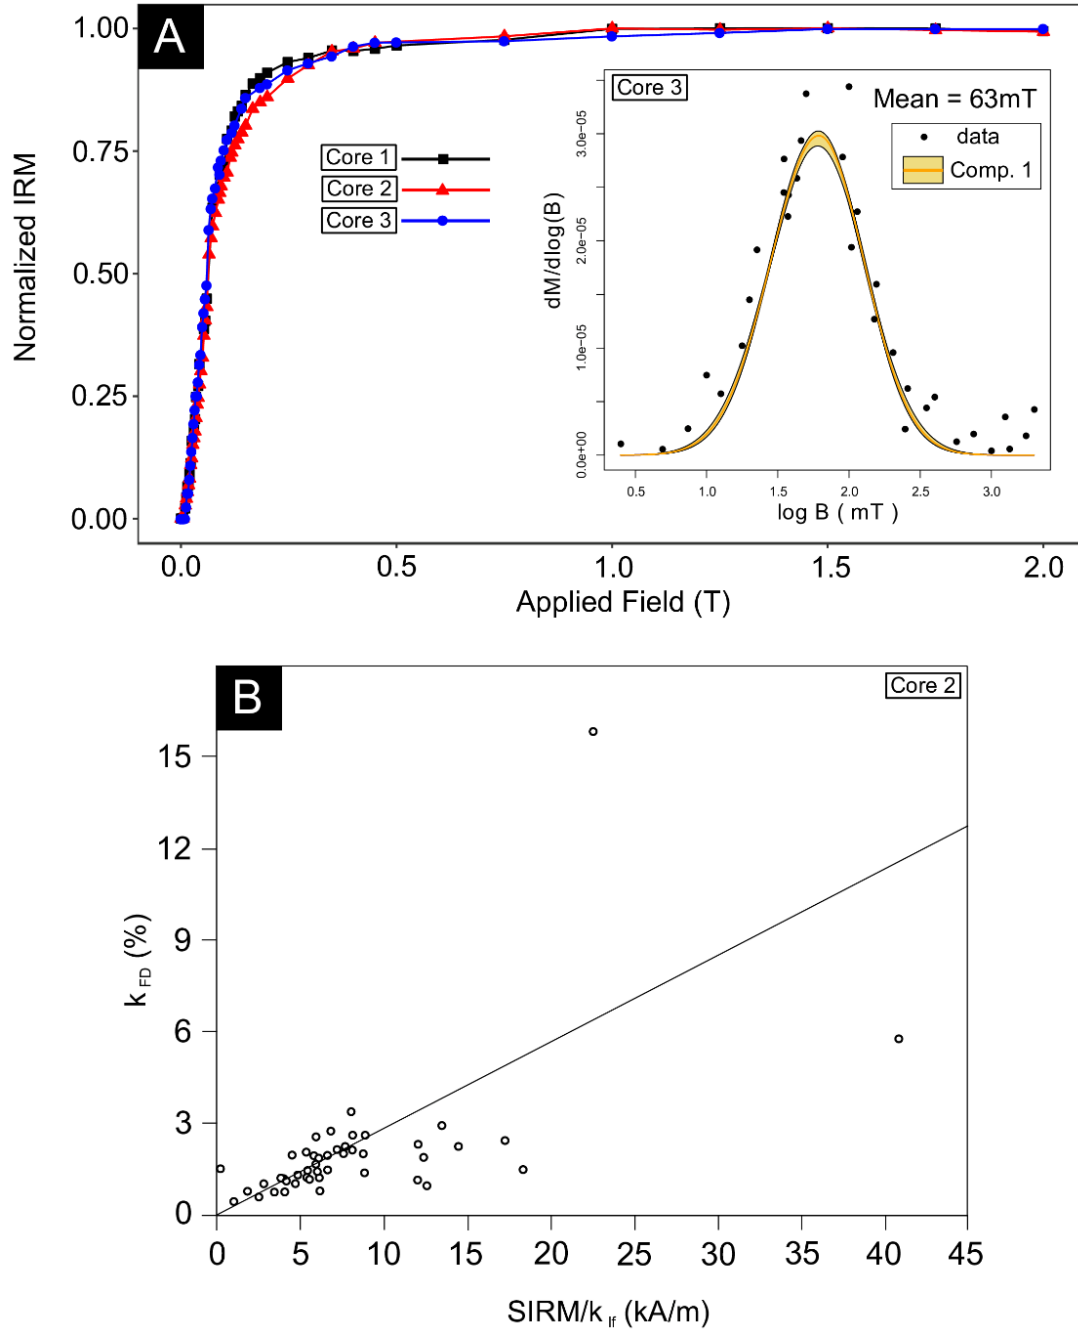 A
1.00
0.75
0.50
0.25
0.00
Normalized IRM
Core 1
Core 2
Core 3
0.0 0.5 1.0 1.5 2.0
Applied Field (T)
Core 3
Mean = 63mT
data
Comp. 1
dM/dlog(B)
0.0e+00 1.0e-05 2.0e-05 3.0e-05
0.5 1.0 1.5 2.0 2.5 3.0
log B ( mT )
B
Core 2
15
12
9
6
3
0
k FD (%)
0 5 10 15 20 25 30 35 40 45
SIRM/k lf (kA/m)